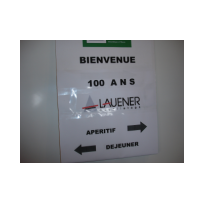 BIENVENUE
100 ANS
LAUENER
APERITIF
DEJEUNER